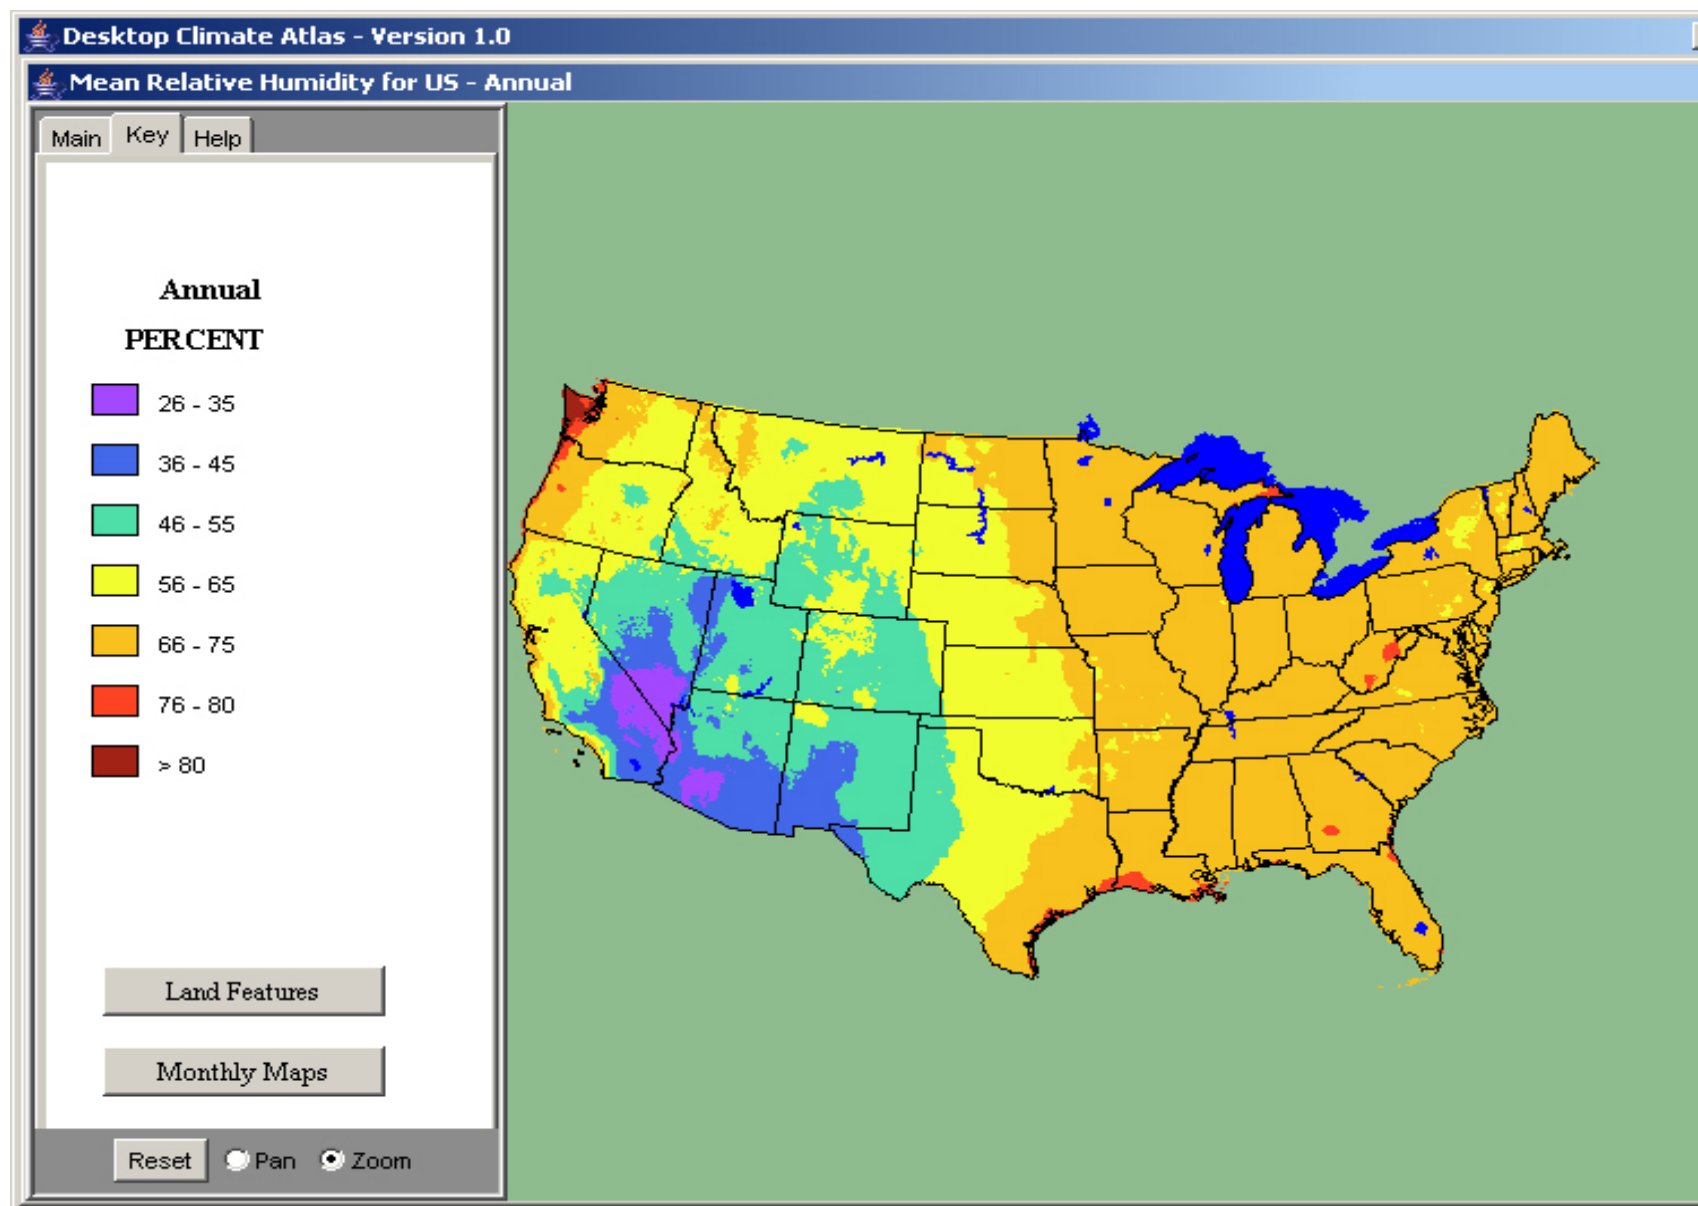 Desktop Climate Atlas - Version 1.0
Mean Relative Humidity for US - Annual
Main Key Help
Annual
PERCENT
26 - 35
36 - 45
46 - 55
56 - 65
66 - 75
76 - 80
> 80
Land Features
Monthly Maps
Reset Pan Zoom